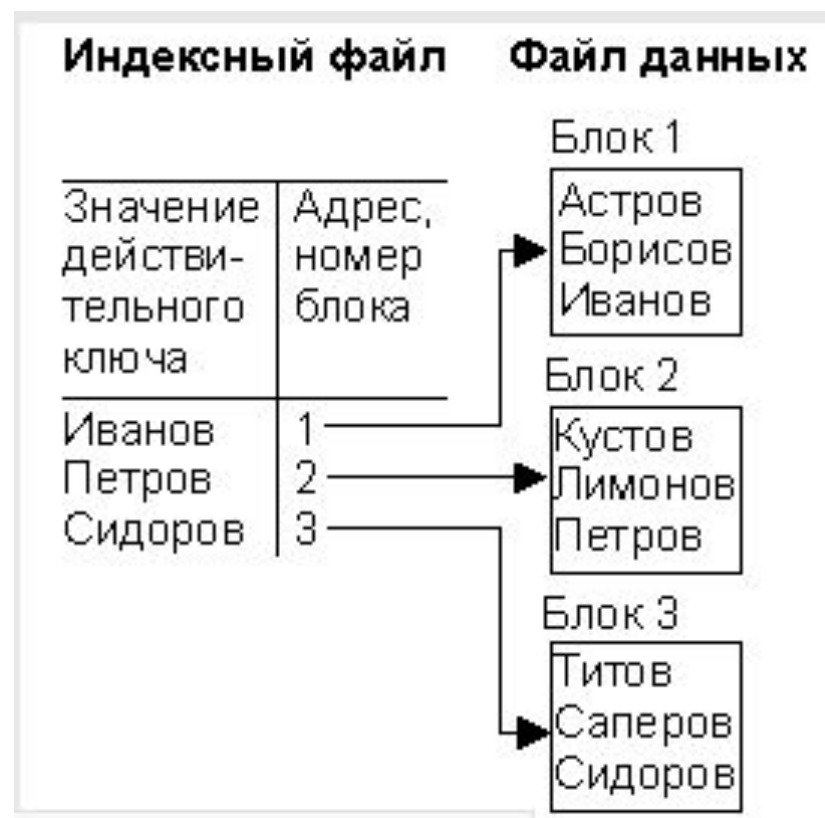 Индексный файл
Файл данных
Значение действи-тельного ключа
Адрес, номер блока
Иванов 1
Петров 2
Сидоров 3
Блок 1
Астров
Борисов
Иванов
Блок 2
Кустов
Лимонов
Петров
Блок 3
Титов
Саперов
Сидоров